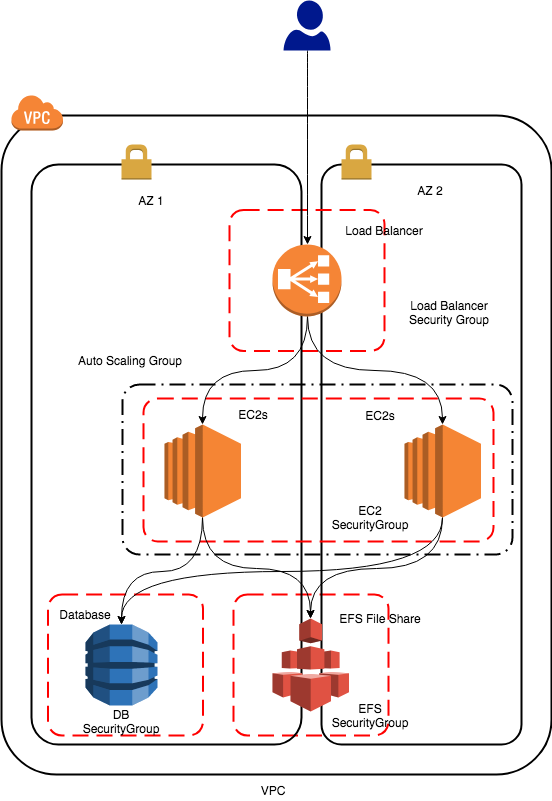 VPC
AZ 1
AZ 2
Load Balancer
Load Balancer
Security Group
Auto Scaling Group
EC2s
EC2s
EC2
SecurityGroup
Database
EFS File Share
DB
SecurityGroup
EFS
SecurityGroup
VPC